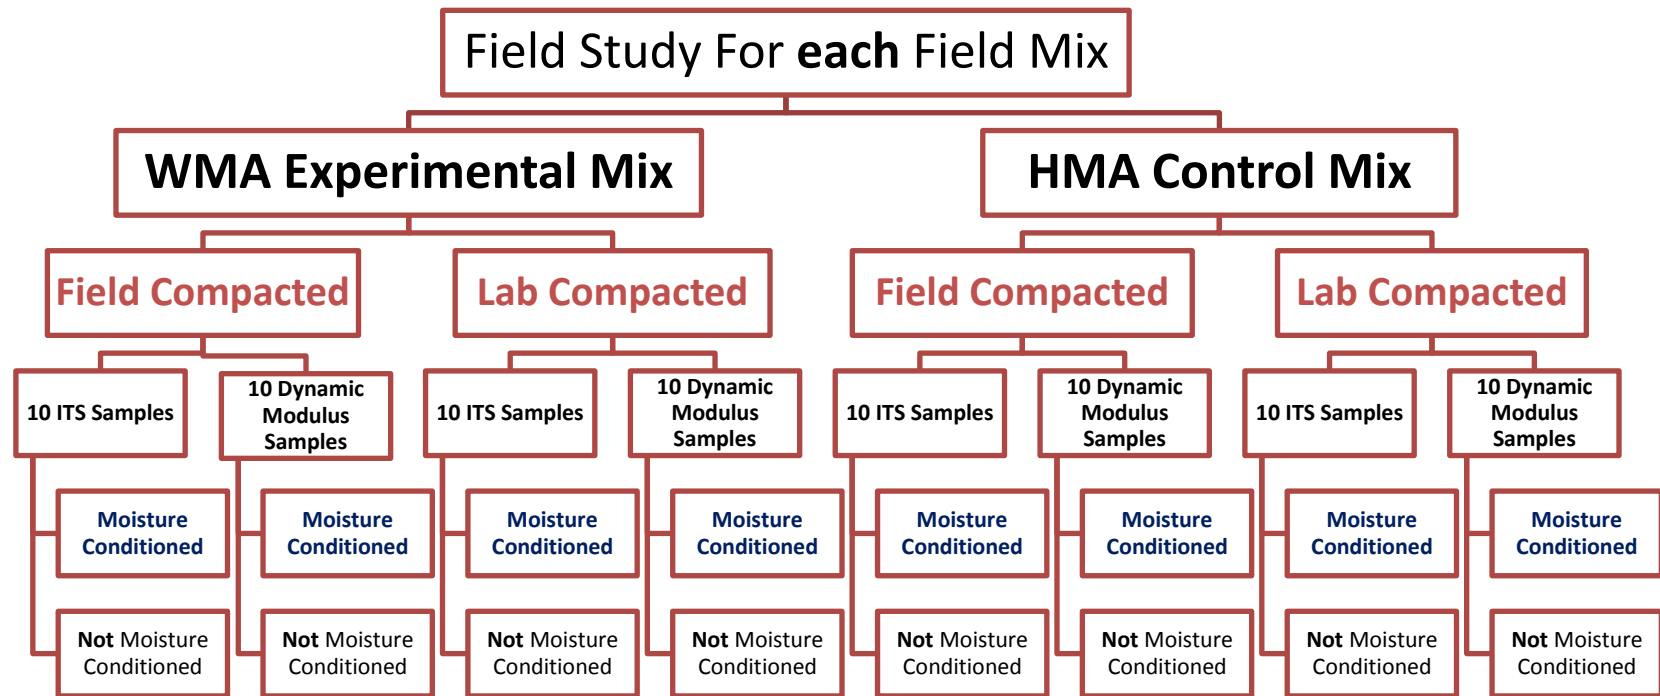 Field Study For each Field Mix
WMA Experimental Mix
HMA Control Mix
Field Compacted
Lab Compacted
Field Compacted
Lab Compacted
10 ITS Samples
10 Dynamic
Modulus
Samples
10 ITS Samples
10 Dynamic
Modulus
Samples
10 ITS Samples
10 Dynamic
Modulus
Samples
10 ITS Samples
10 Dynamic
Modulus
Samples
Moisture
Conditioned
Moisture
Conditioned
Moisture
Conditioned
Moisture
Conditioned
Moisture
Conditioned
Moisture
Conditioned
Moisture
Conditioned
Moisture
Conditioned
Not Moisture
Conditioned
Not Moisture
Conditioned
Not Moisture
Conditioned
Not Moisture
Conditioned
Not Moisture
Conditioned
Not Moisture
Conditioned
Not Moisture
Conditioned
Not Moisture
Conditioned